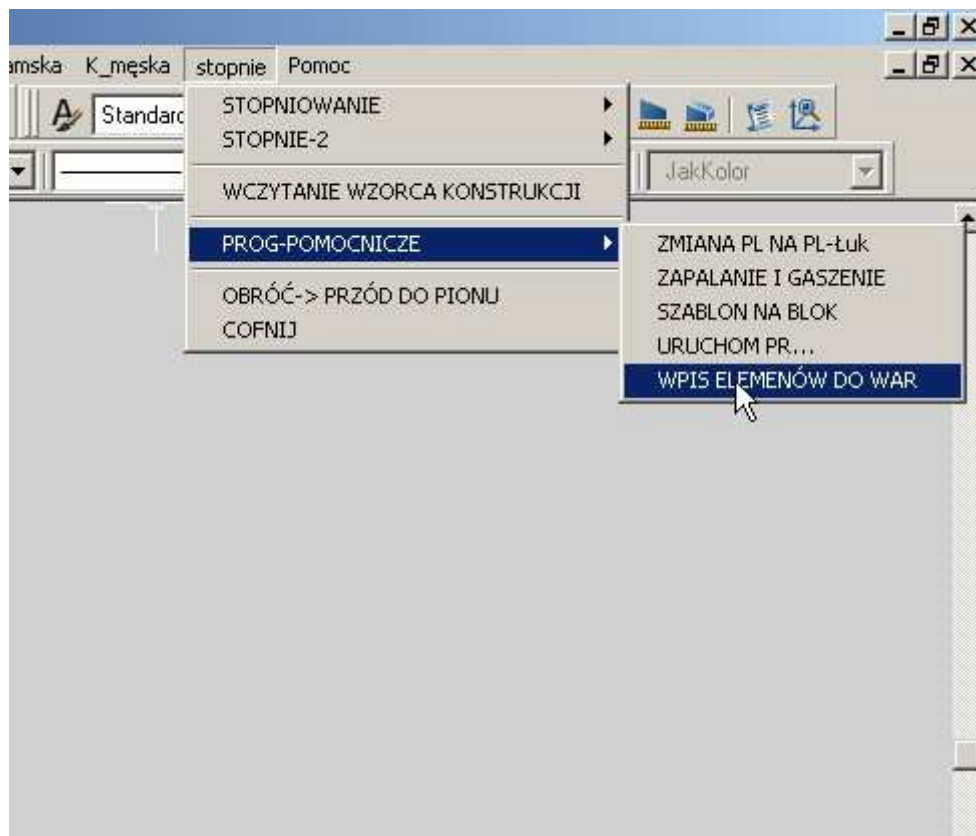 amska K_męska stopnie Pomoc
Standard
JakKolor
STOPNIOWANIE
STOPNIE-2
WCZYTANIE WZORCA KONSTRUKCJI
PROG-POMOCNICZE
OBRÓĆ-> PRZÓD DO PIONU
COFNIJ
ZMIANA PL NA PL-Łuk
ZAPALANIE I GASZENIE
SZABLON NA BLOK
URUCHOM PR...
WPIS ELEMENÓW DO WAR